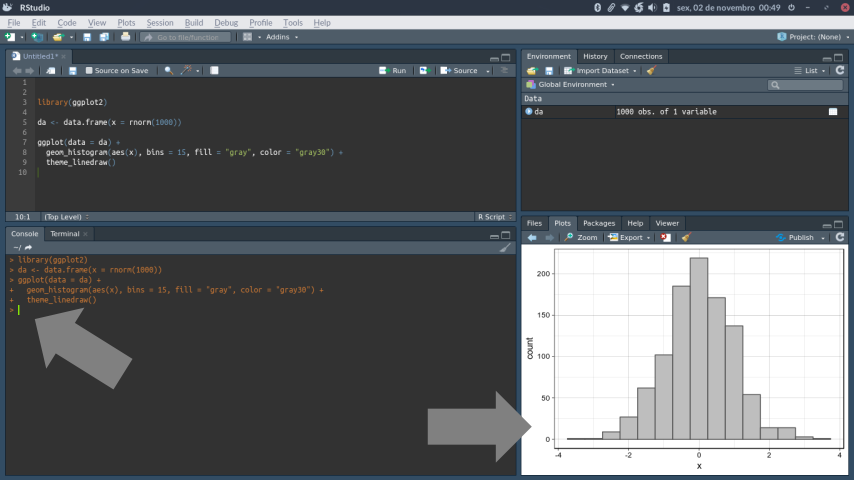 RStudio
sex, 02 de novembro 00:49
File Edit Code View Plots Session Build Debug Profile Tools Help
Go to file/function
Addins
Project: (None)
Untitled1*
Source on Save
Run
Source
1
2
3 library(ggplot2)
4
5 da <- data.frame(x = rnorm(1000))
6
7 ggplot(data = da) +
8 geom_histogram(aes(x), bins = 15, fill = "gray", color = "gray30") +
9 theme_linedraw()
10
10:1 (Top Level) R Script
Console Terminal
~/
> library(ggplot2)
> da <- data.frame(x = rnorm(1000))
> ggplot(data = da) +
+ geom_histogram(aes(x), bins = 15, fill = "gray", color = "gray30") +
+ theme_linedraw()
>
Environment History Connections
Import Dataset
List
Global Environment
Data
da 1000 obs. of 1 variable
Files Plots Packages Help Viewer
Zoom Export Publish
200
150
100
50
0
count
-4 -2 0 2 4
x